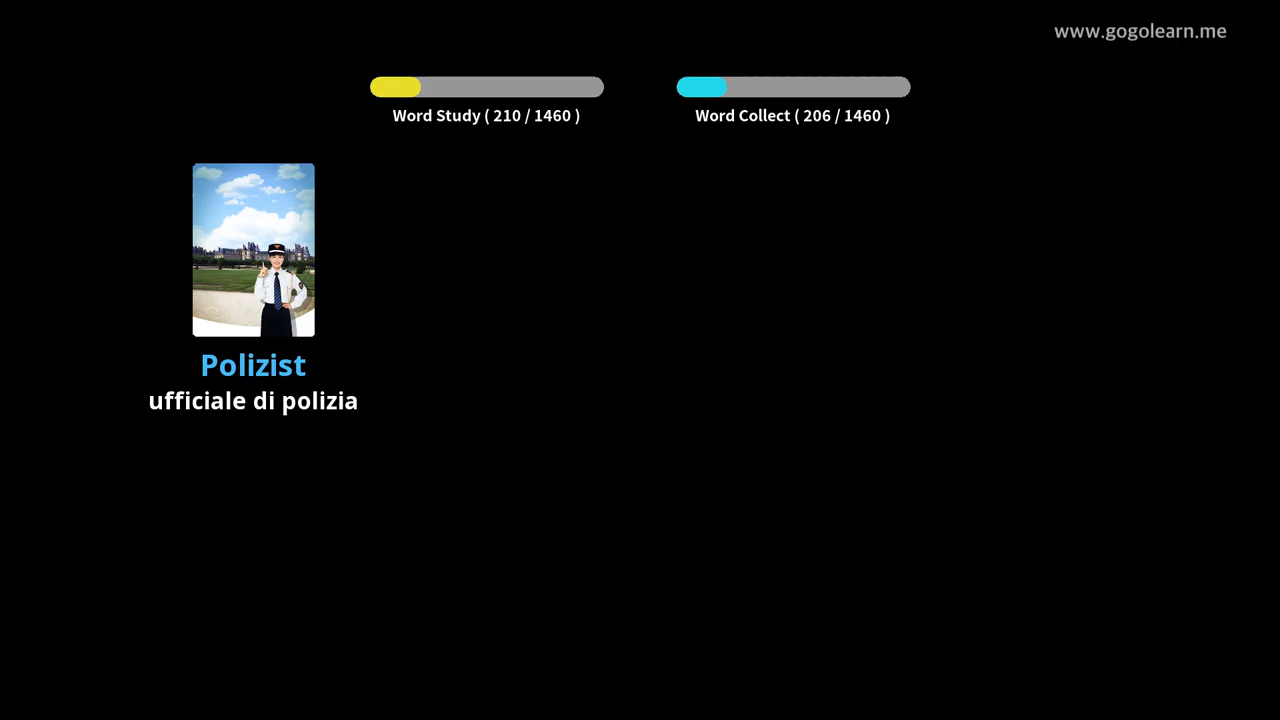 www.gogolearn.me
Word Study ( 210 / 1460 )
Word Collect ( 206 / 1460 )
Polizist
ufficiale di polizia